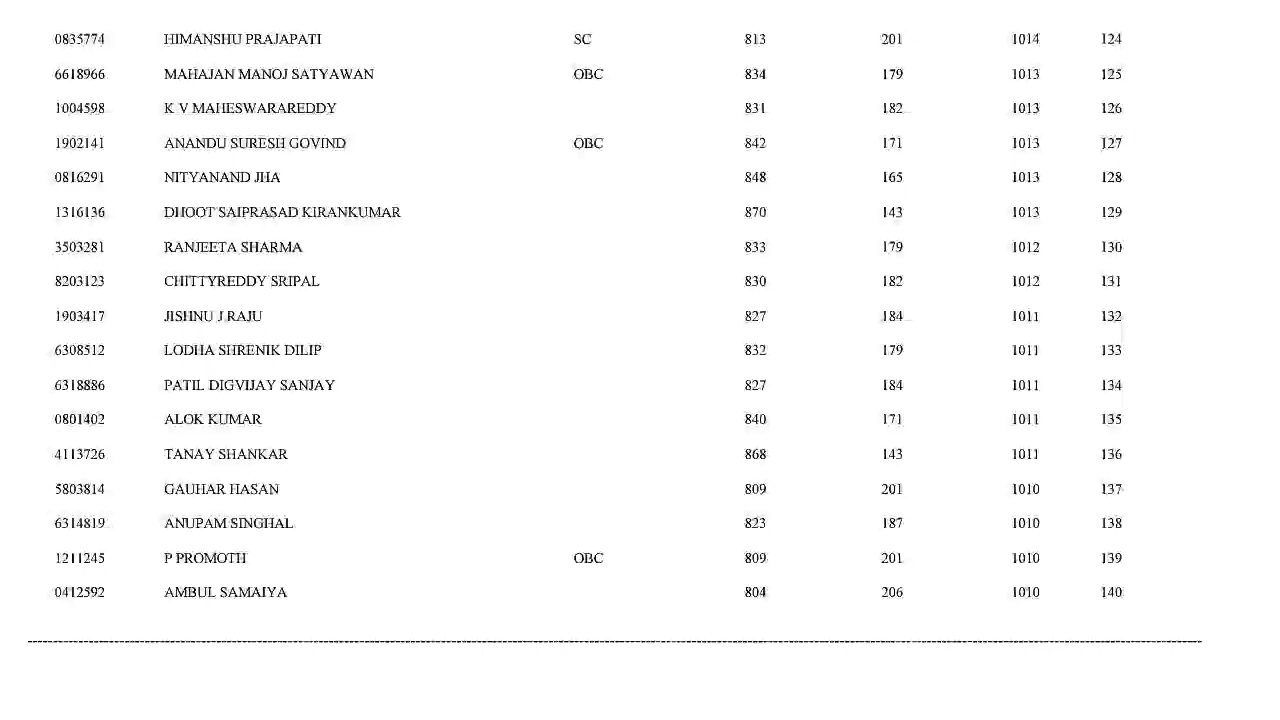 0835774 HIMANSHU PRAJAPATI SC 813 201 1014 124
6618966 MAHAJAN MANOJ SATYAWAN OBC 834 179 1013 125
1004598 K V MAHESWARAREDDY 831 182 1013 126
1902141 ANANDU SURESH GOVIND OBC 842 171 1013 127
0816291 NITYANAND JHA 848 165 1013 128
1316136 DHOOT SAIPRASAD KIRANKUMAR 870 143 1013 129
3503281 RANJEETA SHARMA 833 179 1012 130
8203123 CHITTYREDDY SRIPAL 830 182 1012 131
1903417 JISHNU J RAJU 827 184 1011 132
6308512 LODHA SHRENIK DILIP 832 179 1011 133
6318886 PATIL DIGVIJAY SANJAY 827 184 1011 134
0801402 ALOK KUMAR 840 171 1011 135
4113726 TANAY SHANKAR 868 143 1011 136
5803814 GAUHAR HASAN 809 201 1010 137
6314819 ANUPAM SINGHAL 823 187 1010 138
1211245 P PROMOTH OBC 809 201 1010 139
0412592 AMBUL SAMAIYA 804 206 1010 140